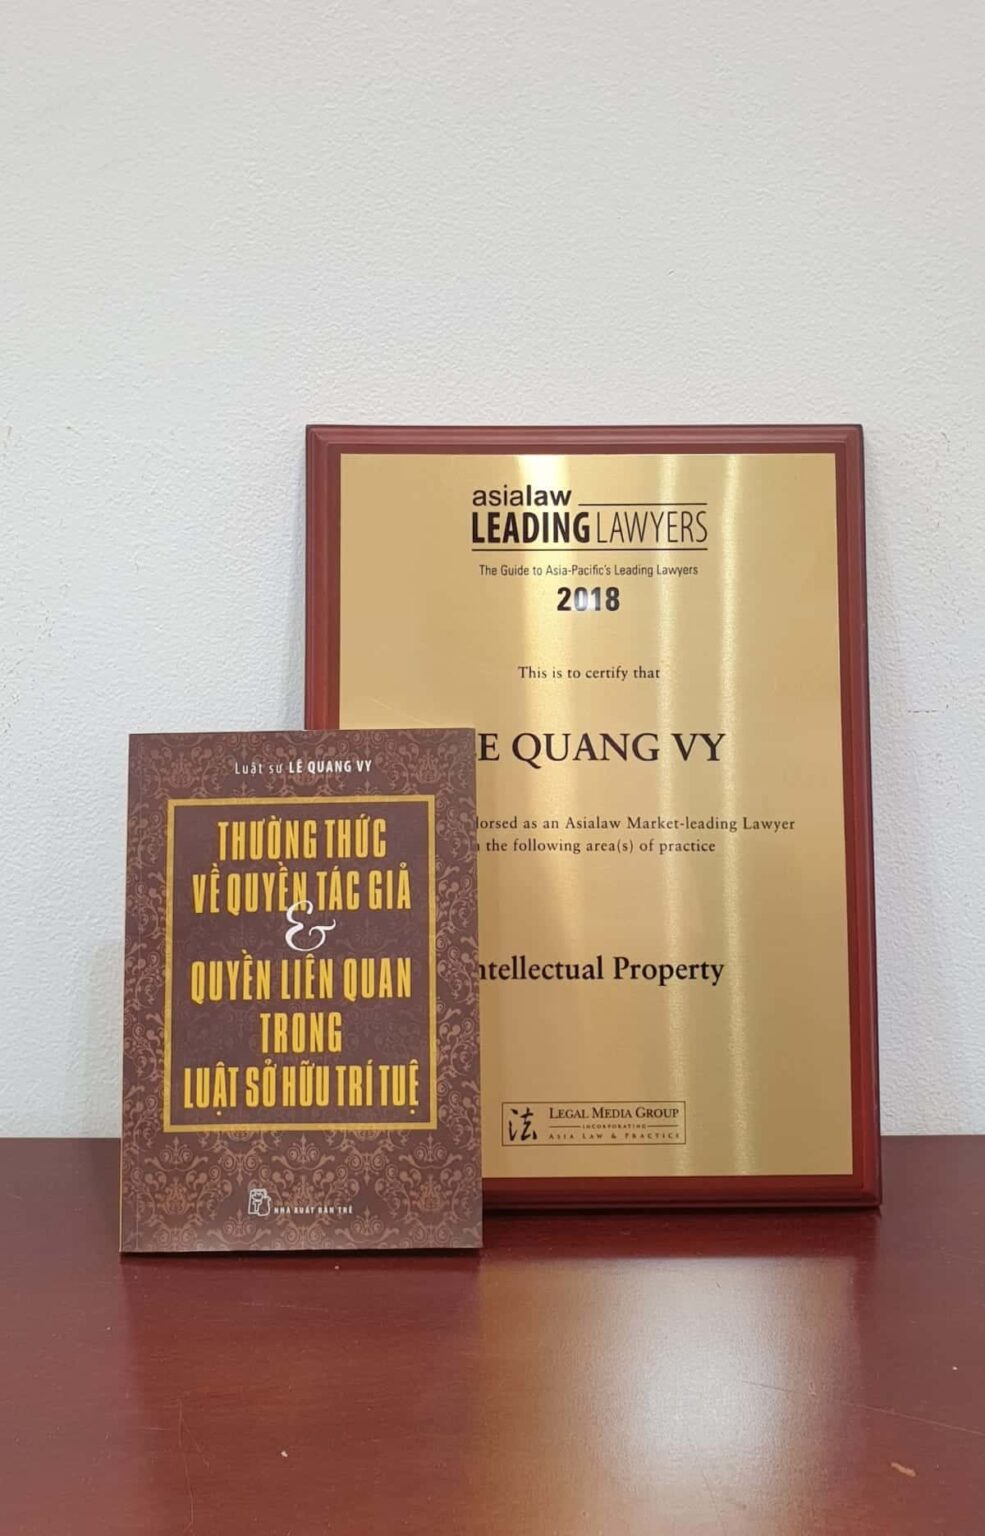 asialaw
LEADING LAWYERS
The Guide to Asia-Pacific's Leading Lawyers
2018
This is to certify that
E QUANG VY
dorsed as an Asialaw Market-leading Lawyer
the following area(s) of practice
ntellectual Property
法
LEGAL MEDIA GROUP
INCORPORATING
ASIA LAW & PRACTICE
Luật sư LÊ QUANG VY
THƯỜNG THỨC
VỀ QUYỀN TÁC GIẢ
&
QUYỀN LIÊN QUAN
TRONG
LUẬT SỞ HỮU TRÍ TUỆ
NHÀ XUẤT BẢN TRẺ